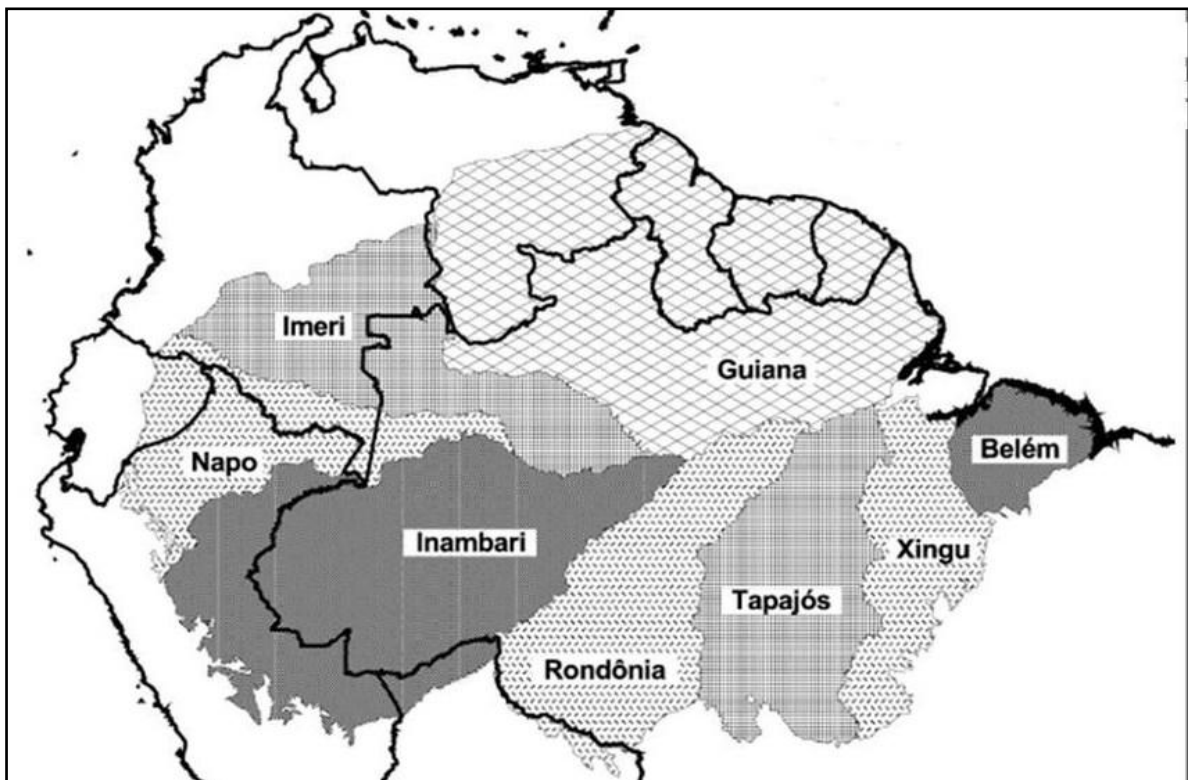 Imeri
Guiana
Napo
Belém
Inambari
Xingu
Tapajós
Rondônia